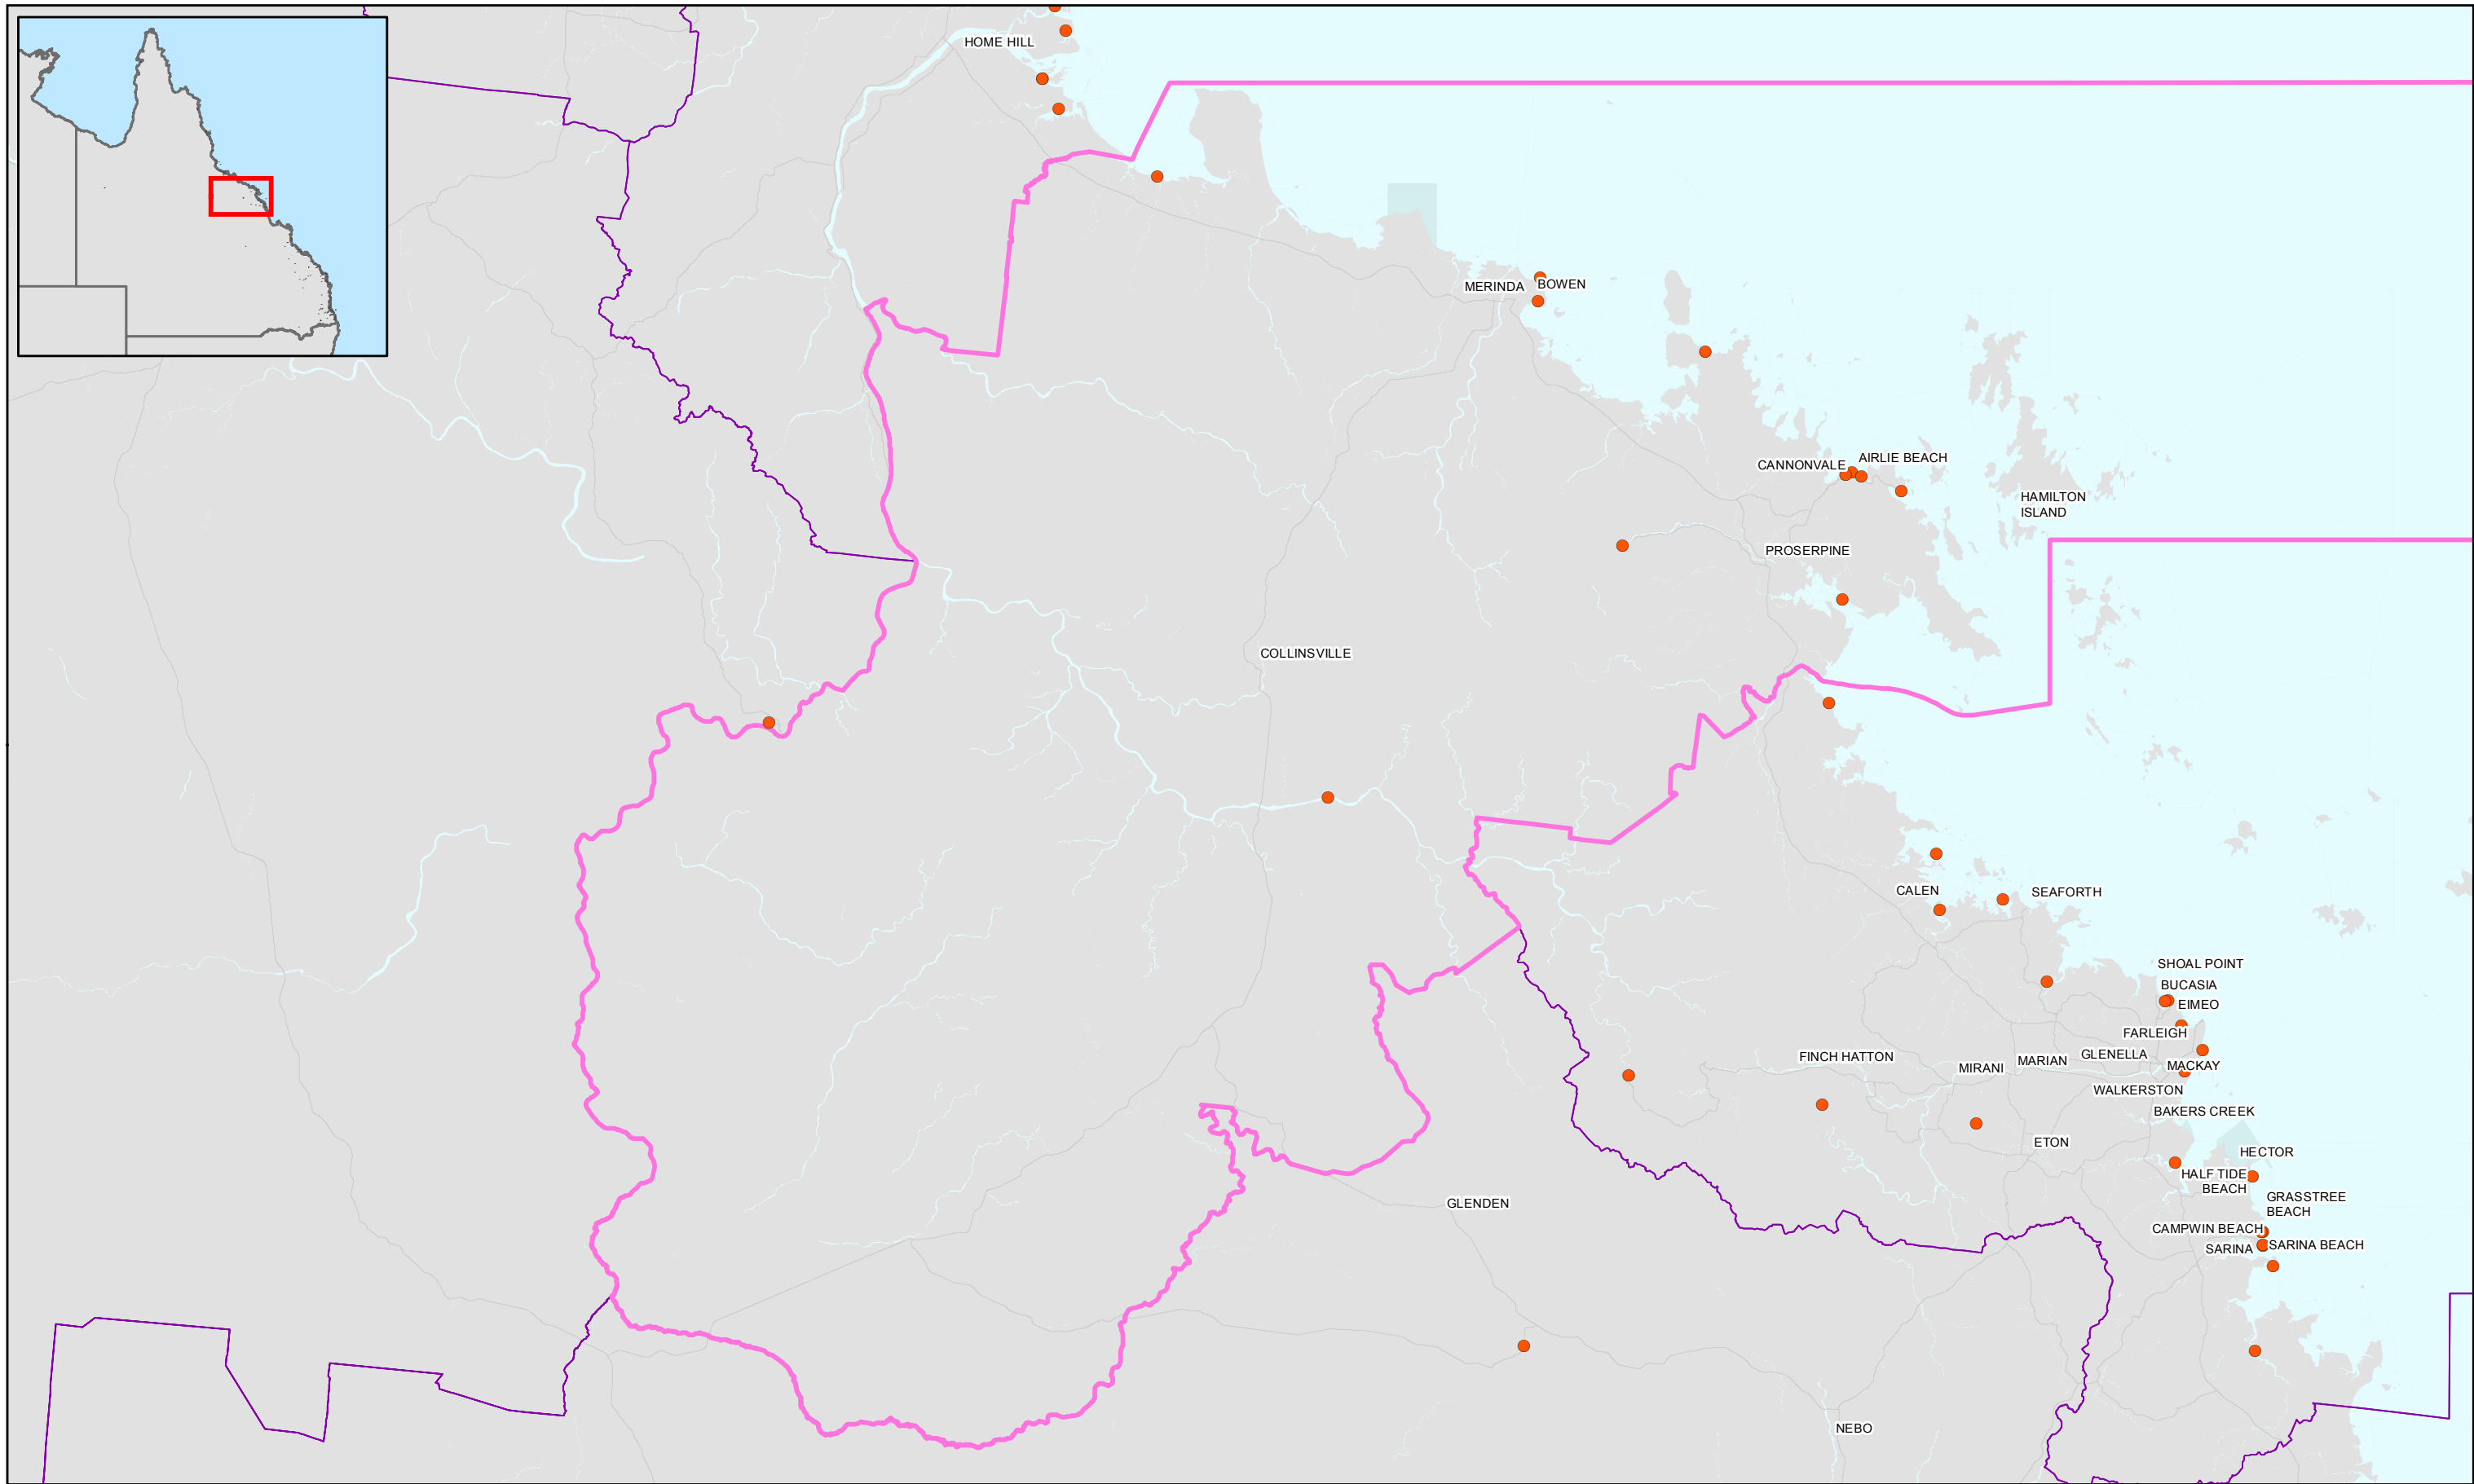 HOME HILL
MERINDA
BOWEN
CANNONVALE
AIRLIE BEACH
HAMILTON
ISLAND
PROSERPINE
COLLINSVILLE
CALEN
SEAFORTH
SHOAL POINT
BUCASIA
EIMEO
FARLEIGH
FINCH HATTON
MIRANI
MARIAN
GLENELLA
MACKAY
WALKERSTON
BAKERS CREEK
ETON
HECTOR
HALF TIDE
BEACH
GRASSTREE
BEACH
GLENDEN
CAMPWIN BEACH
SARINA
SARINA BEACH
NEBO